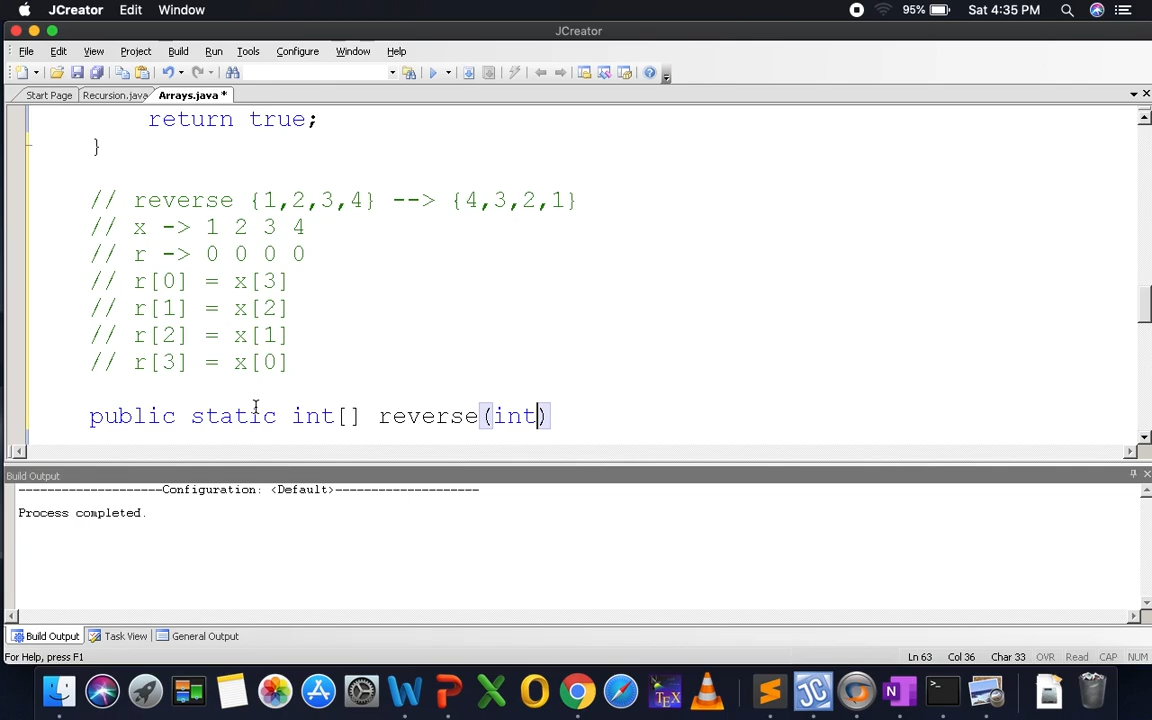 JCreator Edit Window 95% Sat 4:35 PM
JCreator
File Edit View Project Build Run Tools Configure Window Help
Start Page Recursion.java Arrays.java *
return true;
}
// reverse {1,2,3,4} --> {4,3,2,1}
// x -> 1 2 3 4
// r -> 0 0 0 0
// r[0] = x[3]
// r[1] = x[2]
// r[2] = x[1]
// r[3] = x[0]
public static int[] reverse(int)
Build Output
--------------------Configuration: <Default>--------------------
Process completed.
Build Output Task View General Output
For Help, press F1 Ln 63 Col 36 Char 33 OVR Read CAP NUM